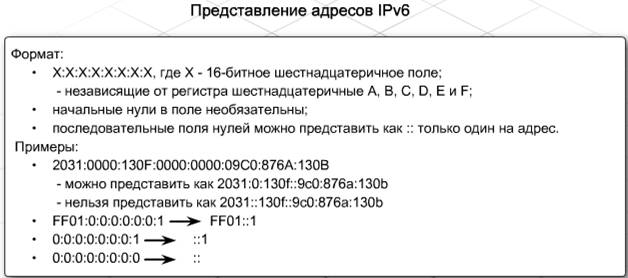 Представление адресов IPv6
Формат:
• X:X:X:X:X:X:X:X, где X - 16-битное шестнадцатеричное поле;
- независящие от регистра шестнадцатеричные A, B, C, D, E и F;
• начальные нули в поле необязательны;
• последовательные поля нулей можно представить как :: только один на адрес.
Примеры:
• 2031:0000:130F:0000:0000:09C0:876A:130B
- можно представить как 2031:0:130f::9c0:876a:130b
- нельзя представить как 2031::130f::9c0:876a:130b
• FF01:0:0:0:0:0:0:1 → FF01::1
• 0:0:0:0:0:0:0:1 → ::1
• 0:0:0:0:0:0:0:0 → ::